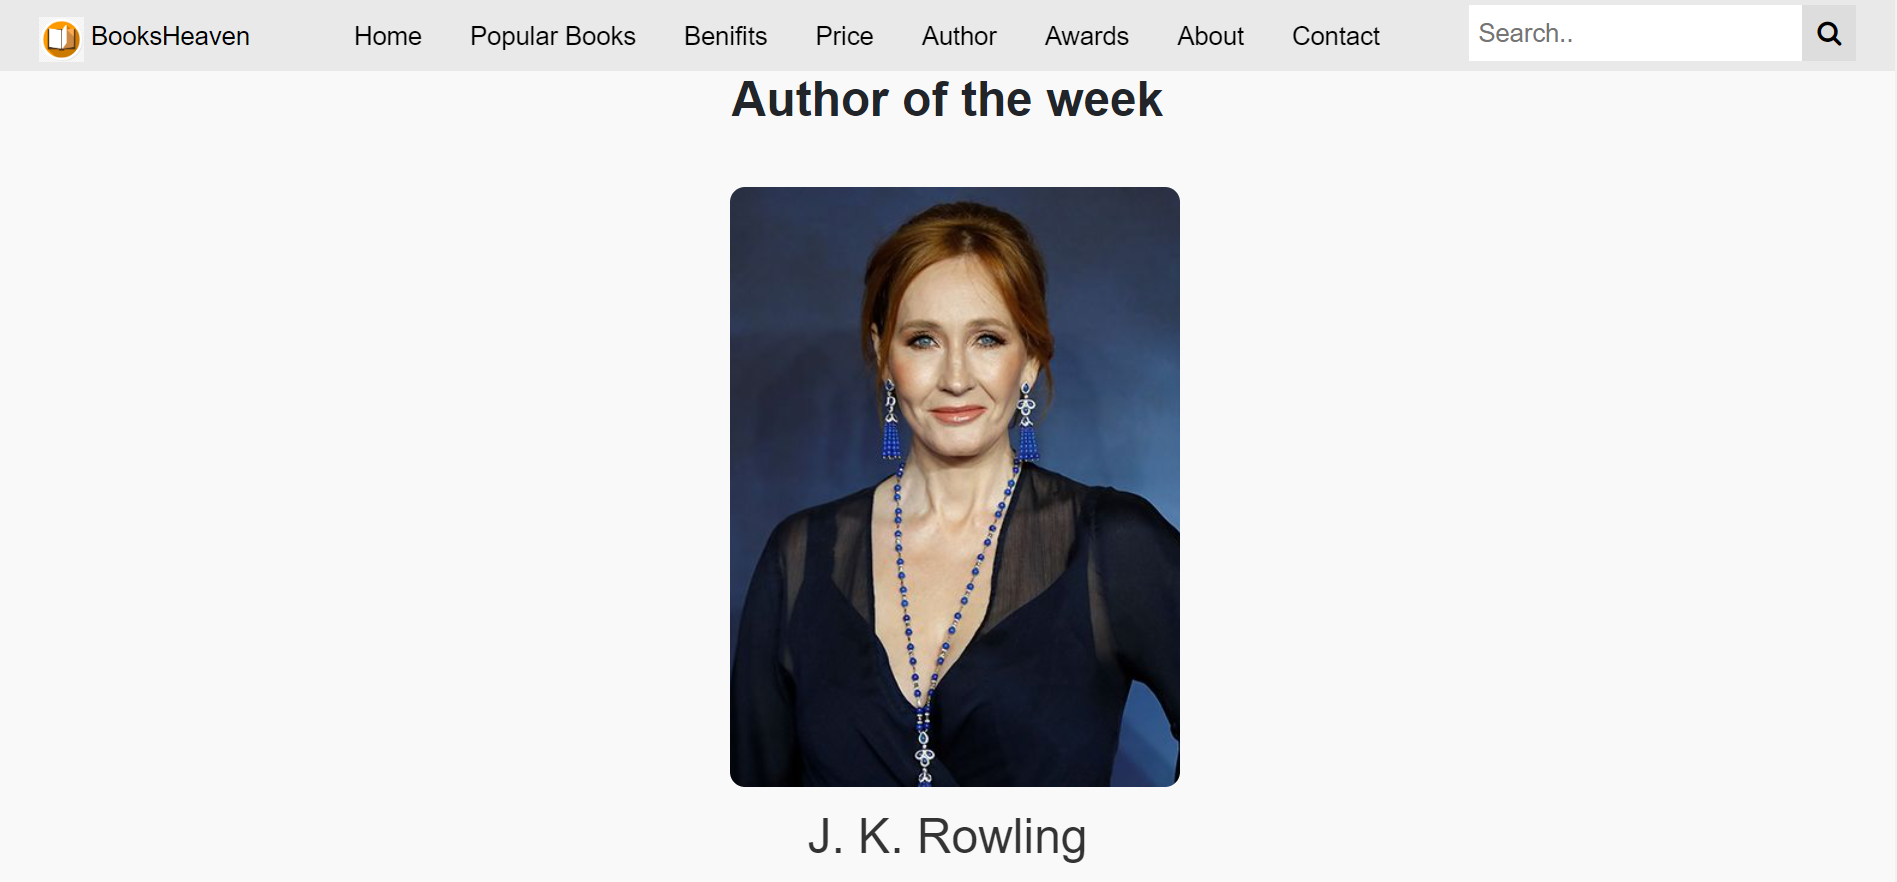 BooksHeaven Home Popular Books Benifits Price Author Awards About Contact Search..
Author of the week
J. K. Rowling